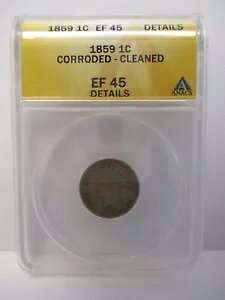 1859 1C EF 45 DETAILS
1859 1C
CORRODED - CLEANED
EF 45
DETAILS
ANACS